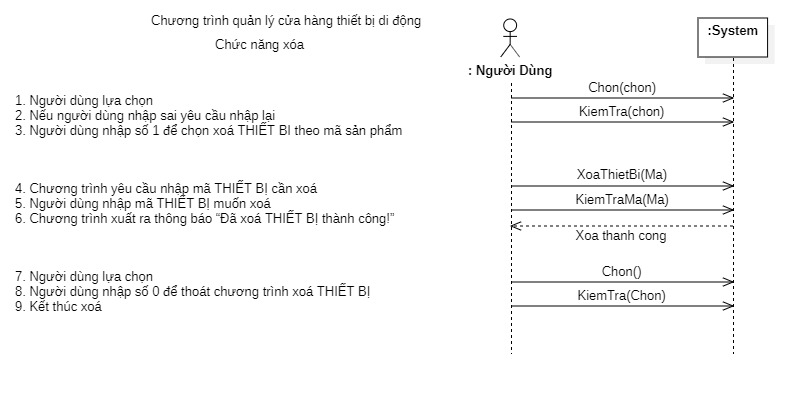 Chương trình quản lý cửa hàng thiết bị di động
Chức năng xóa
:System
: Người Dùng
1. Người dùng lựa chọn
2. Nếu người dùng nhập sai yêu cầu nhập lại
3. Người dùng nhập số 1 để chọn xoá THIẾT BI theo mã sản phẩm
Chon(chon)
KiemTra(chon)
4. Chương trình yêu cầu nhập mã THIẾT BỊ cần xoá
5. Người dùng nhập mã THIẾT BỊ muốn xoá
6. Chương trình xuất ra thông báo “Đã xoá THIẾT BỊ thành công!”
XoaThietBi(Ma)
KiemTraMa(Ma)
Xoa thanh cong
7. Người dùng lựa chọn
8. Người dùng nhập số 0 để thoát chương trình xoá THIẾT BỊ
9. Kết thúc xoá
Chon()
KiemTra(Chon)